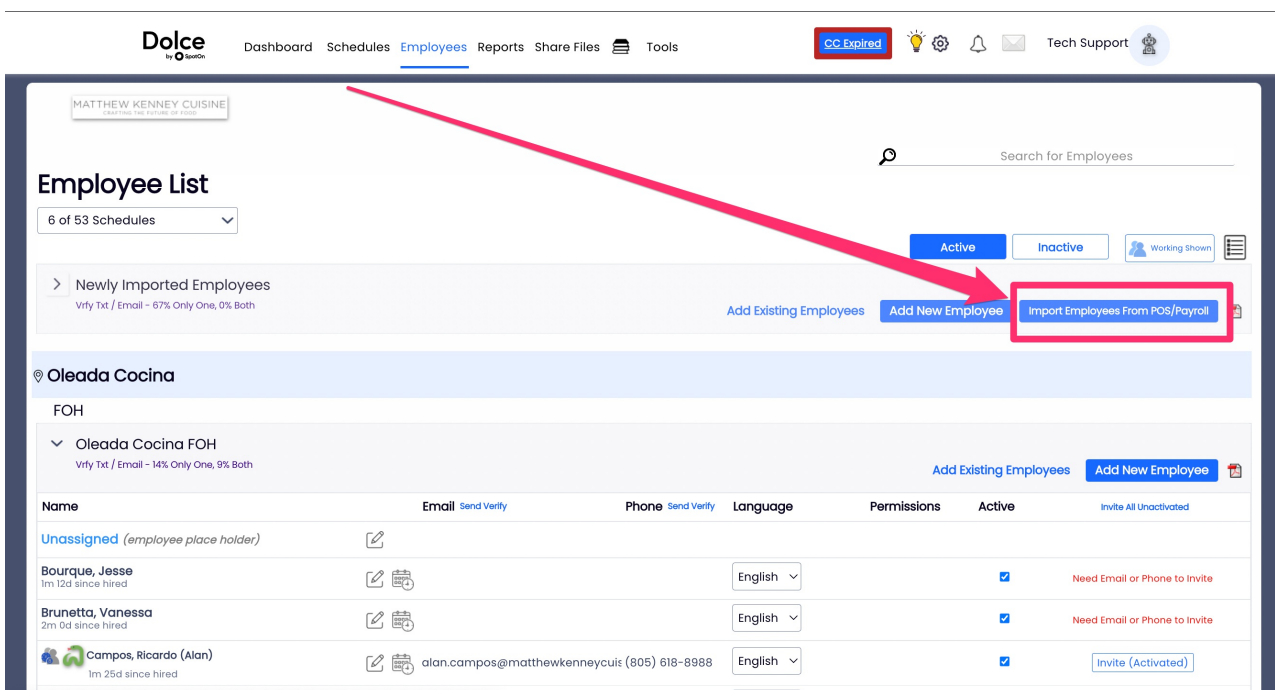 Dolce
by SpotOn
Dashboard Schedules Employees Reports Share Files Tools
CC Expired
Tech Support
MATTHEW KENNEY CUISINE
CRAFTING THE FUTURE OF FOOD
Search for Employees
Employee List
6 of 53 Schedules
Active Inactive Working Shown
Newly Imported Employees
Vrfy Txt / Email - 67% Only One, 0% Both
Add Existing Employees Add New Employee Import Employees From POS/Payroll
Oleada Cocina
FOH
Oleada Cocina FOH
Vrfy Txt / Email - 14% Only One, 9% Both
Add Existing Employees Add New Employee
Name Email Send Verify Phone Send Verify Language Permissions Active Invite All Unactivated
Unassigned (employee place holder)
Bourque, Jesse
1m 12d since hired
English
Need Email or Phone to Invite
Brunetta, Vanessa
2m 0d since hired
English
Need Email or Phone to Invite
Campos, Ricardo (Alan)
1m 25d since hired
alan.campos@matthewkenneycuis (805) 618-8988 English
Invite (Activated)